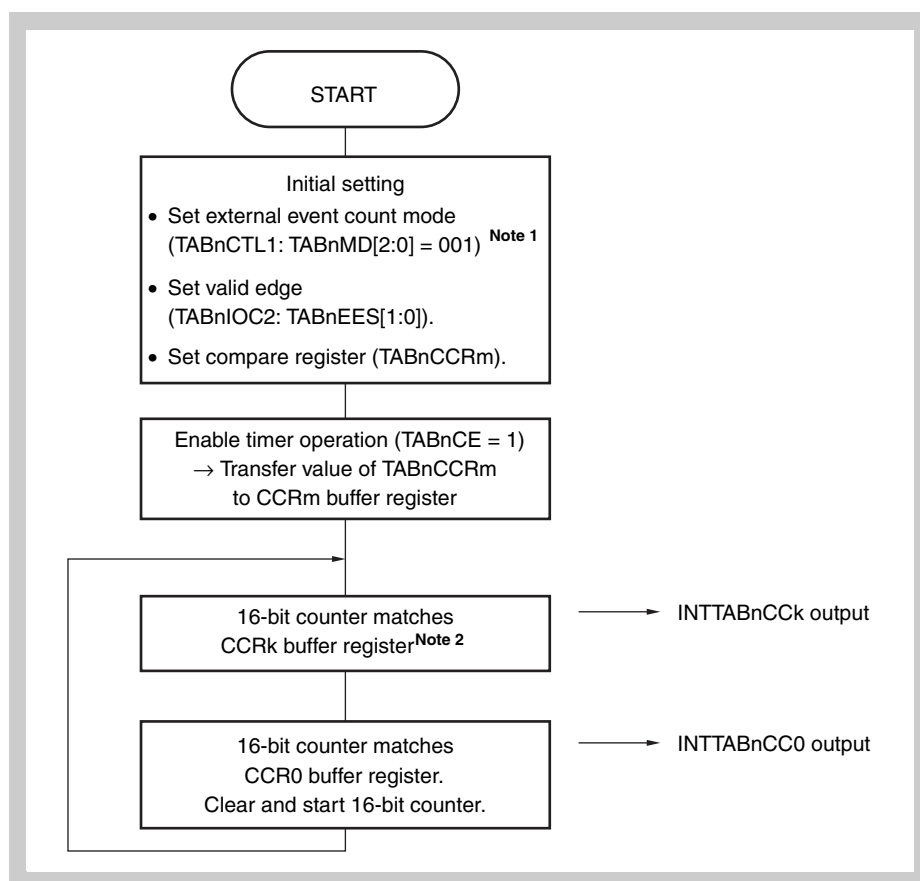 START
Initial setting
• Set external event count mode
(TABnCTL1: TABnMD[2:0] = 001) Note 1
• Set valid edge
(TABnIOC2: TABnEES[1:0]).
• Set compare register (TABnCCRm).
Enable timer operation (TABnCE = 1)
→ Transfer value of TABnCCRm
to CCRm buffer register
16-bit counter matches
CCRk buffer registerNote 2
INTTABnCCk output
16-bit counter matches
CCR0 buffer register.
Clear and start 16-bit counter.
INTTABnCC0 output